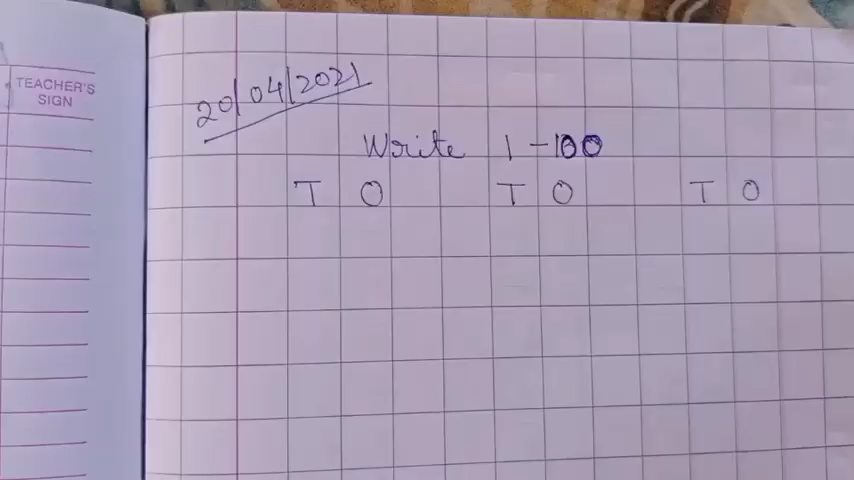 TEACHER'S
SIGN
20/04/2021
Write 1-100
T O T O T O